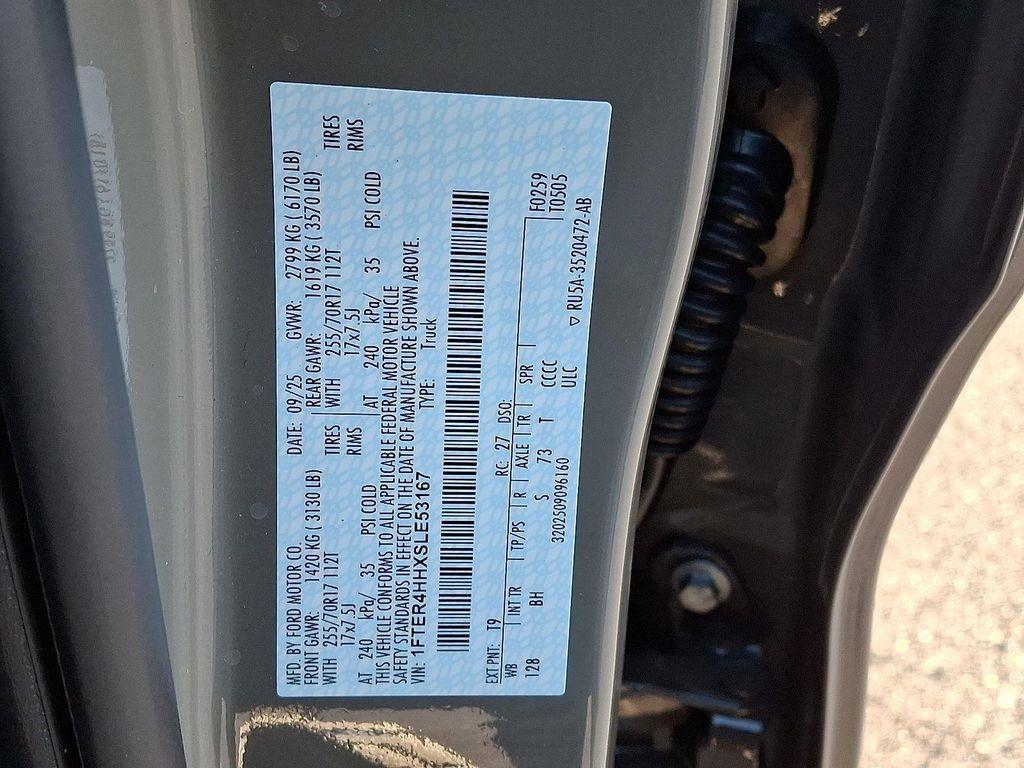 MFD. BY FORD MOTOR CO.
DATE: 09/25 GVWR: 2799 KG ( 6170 LB)
FRONT GAWR: 1420 KG ( 3130 LB)
REAR GAWR: 1619 KG ( 3570 LB)
WITH 255/70R17 112T TIRES
WITH 255/70R17 112T TIRES
17x7.5J RIMS
17x7.5J RIMS
AT 240 kPa/ 35 PSI COLD
AT 240 kPa/ 35 PSI COLD
THIS VEHICLE CONFORMS TO ALL APPLICABLE FEDERAL MOTOR VEHICLE
SAFETY STANDARDS IN EFFECT ON THE DATE OF MANUFACTURE SHOWN ABOVE.
VIN: 1FTER4HHXSLE53167 TYPE: Truck
EXT PNT: T9 RC: 27 DSO:
WB INT TR TP/PS R AXLE TR SPR
128 BH S 73 T CCCC
ULC
F0259
T0505
320250909616​0
▽ RU5A-3520472-AB